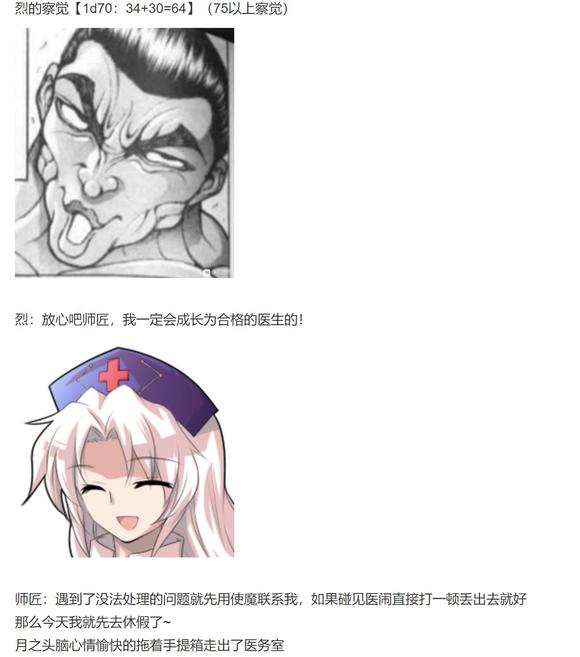 烈的察觉【1d70：34+30=64】（75以上察觉）
烈：放心吧师匠，我一定会成长为合格的医生的！
师匠：遇到了没法处理的问题就先用使魔联系我，如果碰见医闹直接打一顿丢出去就好
那么今天我就先去休假了~
月之头脑心情愉快的拖着手提箱走出了医务室